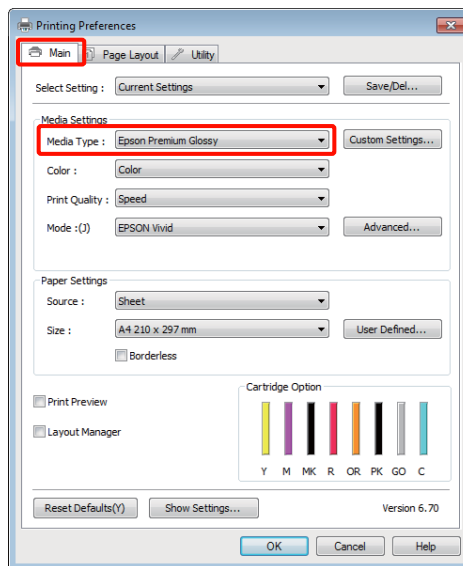 Printing Preferences
Main Page Layout Utility
Select Setting : Current Settings Save/Del...
Media Settings
Media Type : Epson Premium Glossy Custom Settings...
Color : Color
Print Quality : Speed
Mode :(J) EPSON Vivid Advanced...
Paper Settings
Source : Sheet
Size : A4 210 x 297 mm User Defined...
Borderless
Cartridge Option
Print Preview
Layout Manager
Y M MK R OR PK GO C
Reset Defaults(Y) Show Settings... Version 6.70
OK Cancel Help